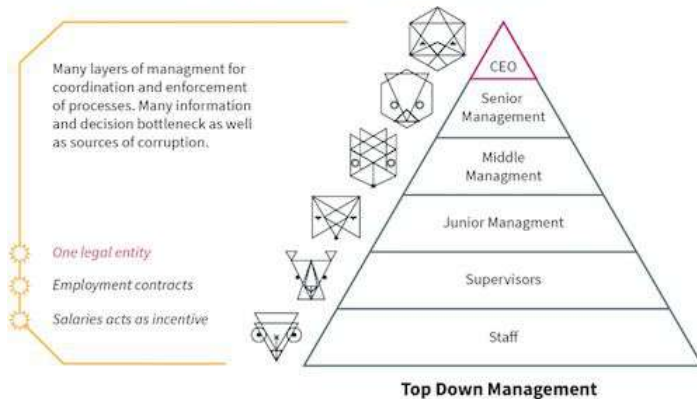 Many layers of managment for
coordination and enforcement
of processes. Many information
and decision bottleneck as well
as sources of corruption.
One legal entity
Employment contracts
Salaries acts as incentive
CEO
Senior
Management
Middle
Managment
Junior Managment
Supervisors
Staff
Top Down Management